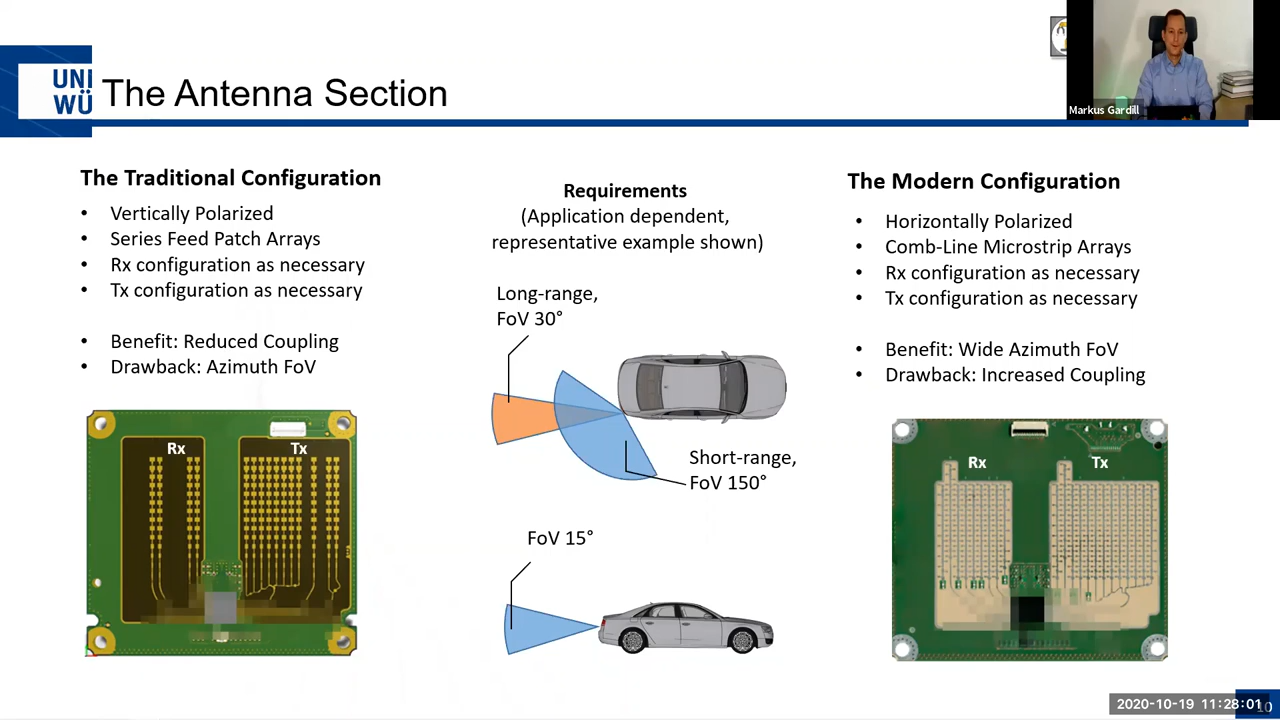 UNI
WÜ
The Antenna Section
Markus Gardill
The Traditional Configuration
• Vertically Polarized
• Series Feed Patch Arrays
• Rx configuration as necessary
• Tx configuration as necessary
• Benefit: Reduced Coupling
• Drawback: Azimuth FoV
Rx
Tx
Requirements
(Application dependent,
representative example shown)
Long-range,
FoV 30°
Short-range,
FoV 150°
FoV 15°
The Modern Configuration
• Horizontally Polarized
• Comb-Line Microstrip Arrays
• Rx configuration as necessary
• Tx configuration as necessary
• Benefit: Wide Azimuth FoV
• Drawback: Increased Coupling
Rx
Tx
2020-10-19 11:28:01
10